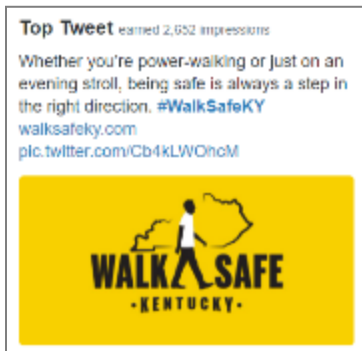 Top Tweet earned 2,652 impressions
Whether you're power-walking or just on an
evening stroll, being safe is always a step in
the right direction. #WalkSafeKY
walksafeky.com
pic.twitter.com/Cb4kLWOhcM
WALK SAFE
·KENTUCKY·